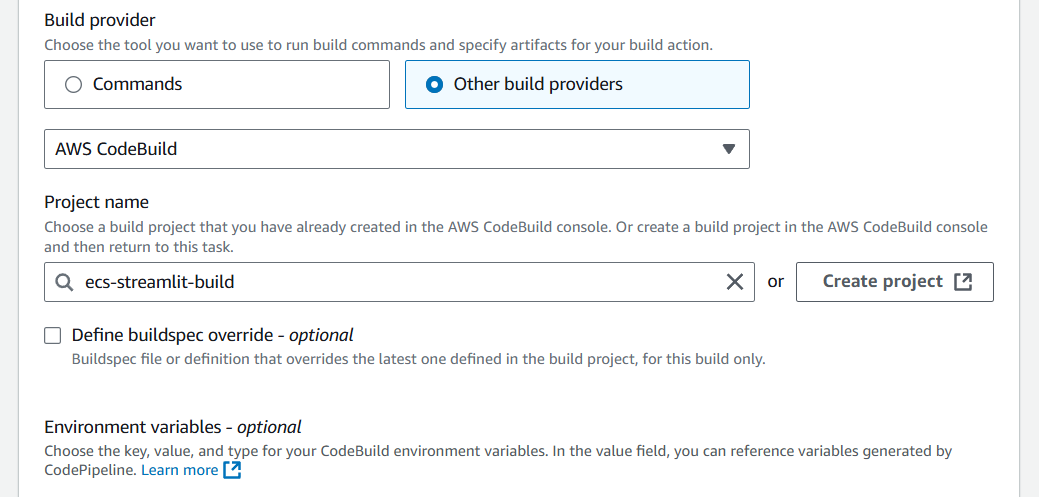 Build provider
Choose the tool you want to use to run build commands and specify artifacts for your build action.
Commands
Other build providers
AWS CodeBuild
Project name
Choose a build project that you have already created in the AWS CodeBuild console. Or create a build project in the AWS CodeBuild console
and then return to this task.
ecs-streamlit-build
or
Create project
Define buildspec override - optional
Buildspec file or definition that overrides the latest one defined in the build project, for this build only.
Environment variables - optional
Choose the key, value, and type for your CodeBuild environment variables. In the value field, you can reference variables generated by
CodePipeline. Learn more